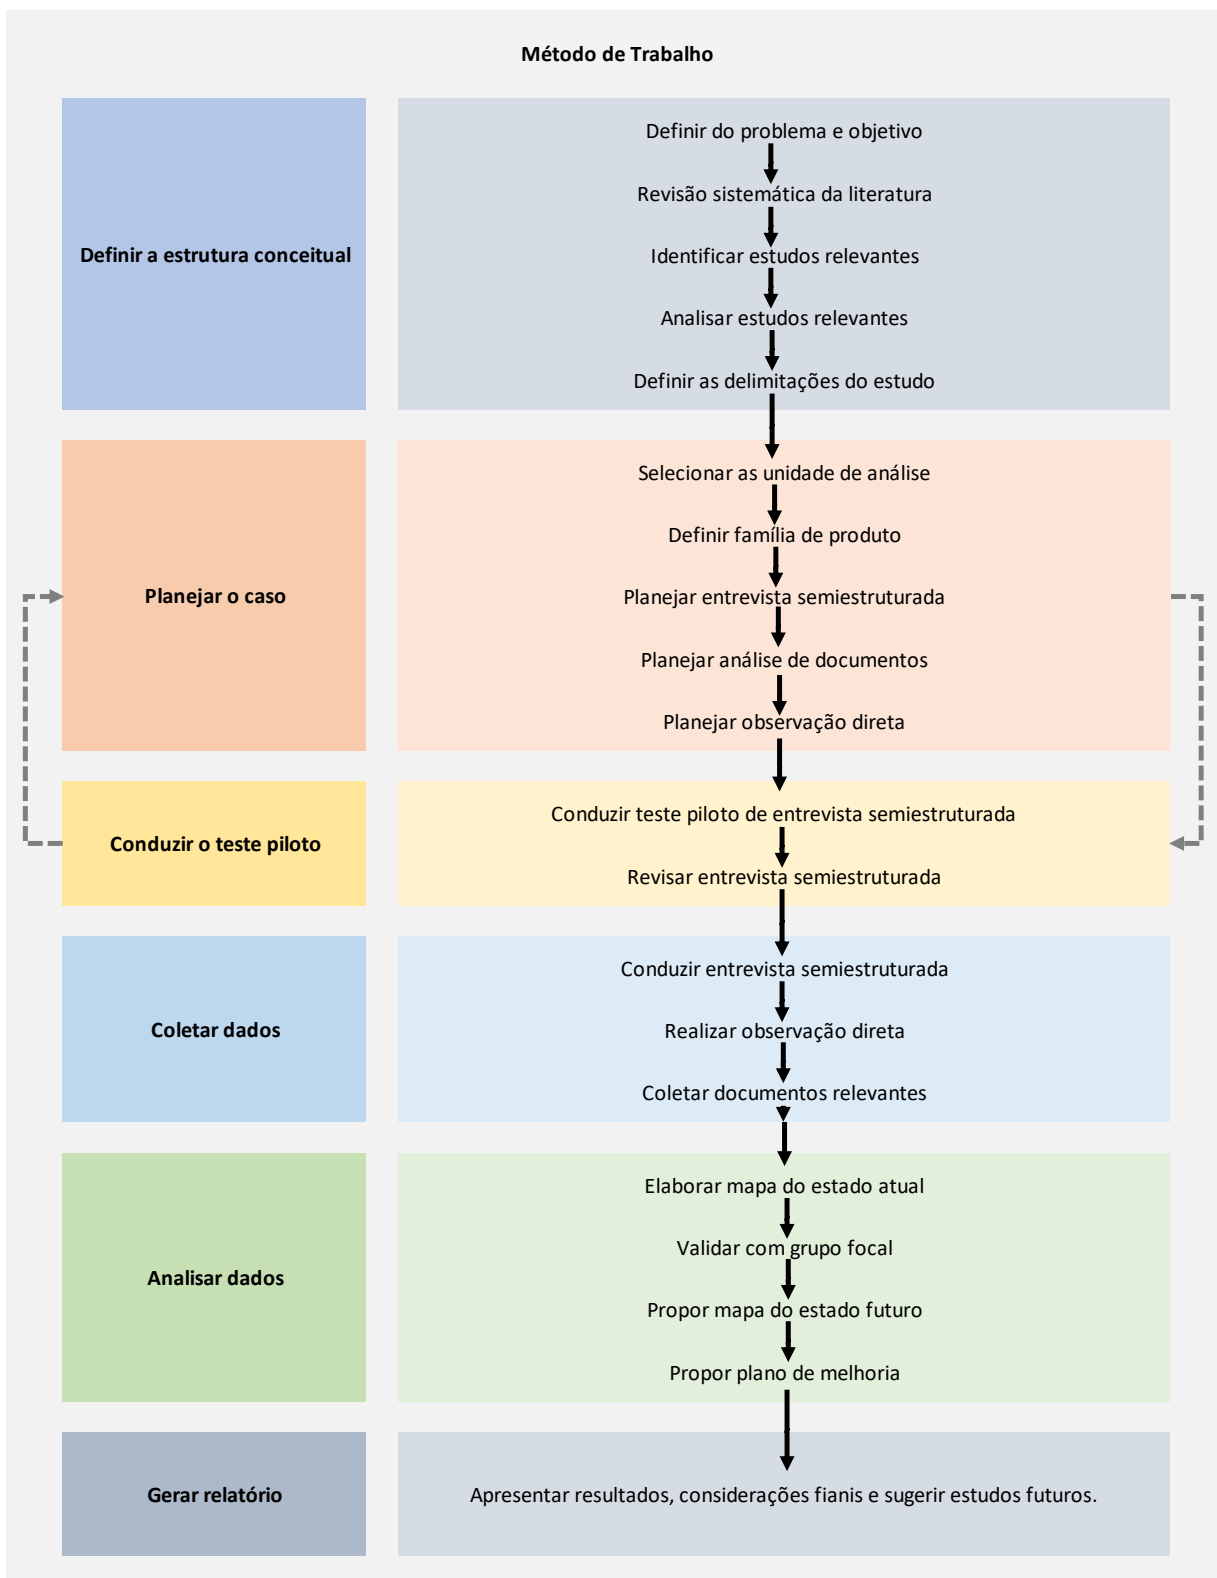 Método de Trabalho
Definir a estrutura conceitual
Definir do problema e objetivo
Revisão sistemática da literatura
Identificar estudos relevantes
Analisar estudos relevantes
Definir as delimitações do estudo
Planejar o caso
Selecionar as unidade de análise
Definir família de produto
Planejar entrevista semiestruturada
Planejar análise de documentos
Planejar observação direta
Conduzir o teste piloto
Conduzir teste piloto de entrevista semiestruturada
Revisar entrevista semiestruturada
Coletar dados
Conduzir entrevista semiestruturada
Realizar observação direta
Coletar documentos relevantes
Analisar dados
Elaborar mapa do estado atual
Validar com grupo focal
Propor mapa do estado futuro
Propor plano de melhoria
Gerar relatório
Apresentar resultados, considerações fianis e sugerir estudos futuros.